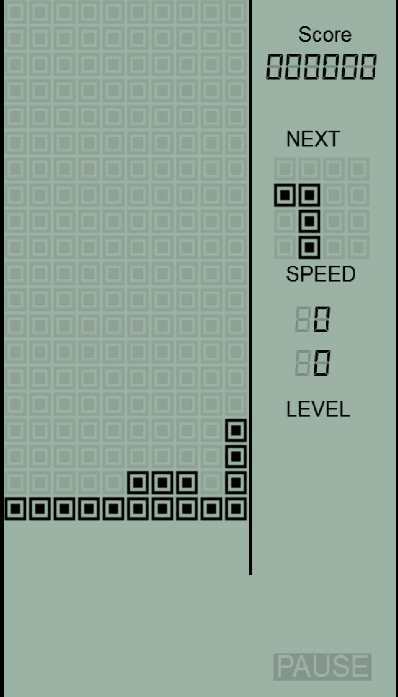 Score
000000
NEXT
SPEED
0
0
LEVEL
PAUSE